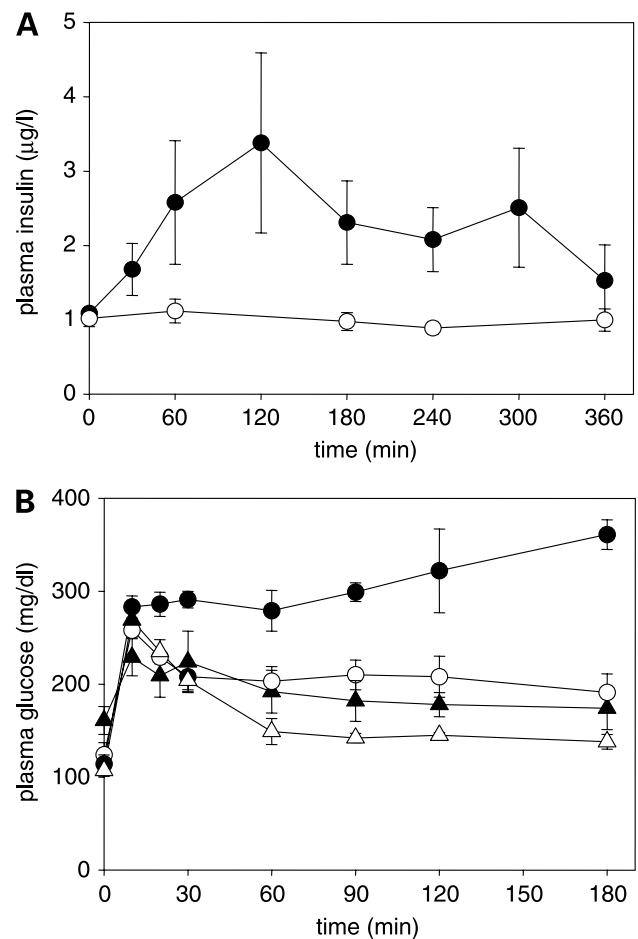 A
5
4
3
2
1
0
plasma insulin (μg/l)
0 60 120 180 240 300 360
time (min)
B
400
300
200
100
0
plasma glucose (mg/dl)
0 30 60 90 120 150 180
time (min)